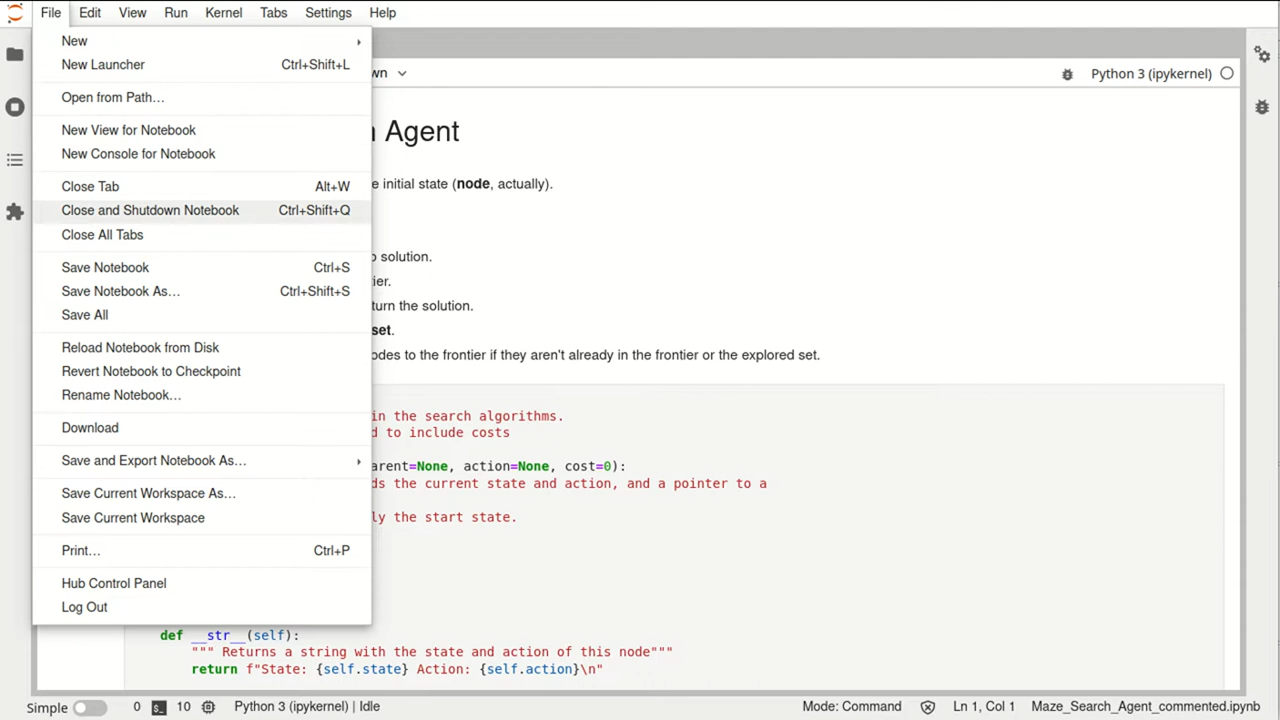 File Edit View Run Kernel Tabs Settings Help
New
New Launcher Ctrl+Shift+L
Open from Path…
New View for Notebook
New Console for Notebook
Close Tab Alt+W
Close and Shutdown Notebook Ctrl+Shift+Q
Close All Tabs
Save Notebook Ctrl+S
Save Notebook As… Ctrl+Shift+S
Save All
Reload Notebook from Disk
Revert Notebook to Checkpoint
Rename Notebook…
Download
Save and Export Notebook As…
Save Current Workspace As…
Save Current Workspace
Print… Ctrl+P
Hub Control Panel
Log Out
Python 3 (ipykernel)
Agent
initial state (node, actually).
solution.
turn the solution.
set.
odes to the frontier if they aren't already in the frontier or the explored set.
in the search algorithms.
d to include costs
arent=None, action=None, cost=0):
ds the current state and action, and a pointer to a
ly the start state.
def __str__(self):
""" Returns a string with the state and action of this node"""
return f"State: {self.state} Action: {self.action}\n"
Simple 0 10 Python 3 (ipykernel) | Idle Mode: Command Ln 1, Col 1 Maze_Search_Agent_commented.ipynb